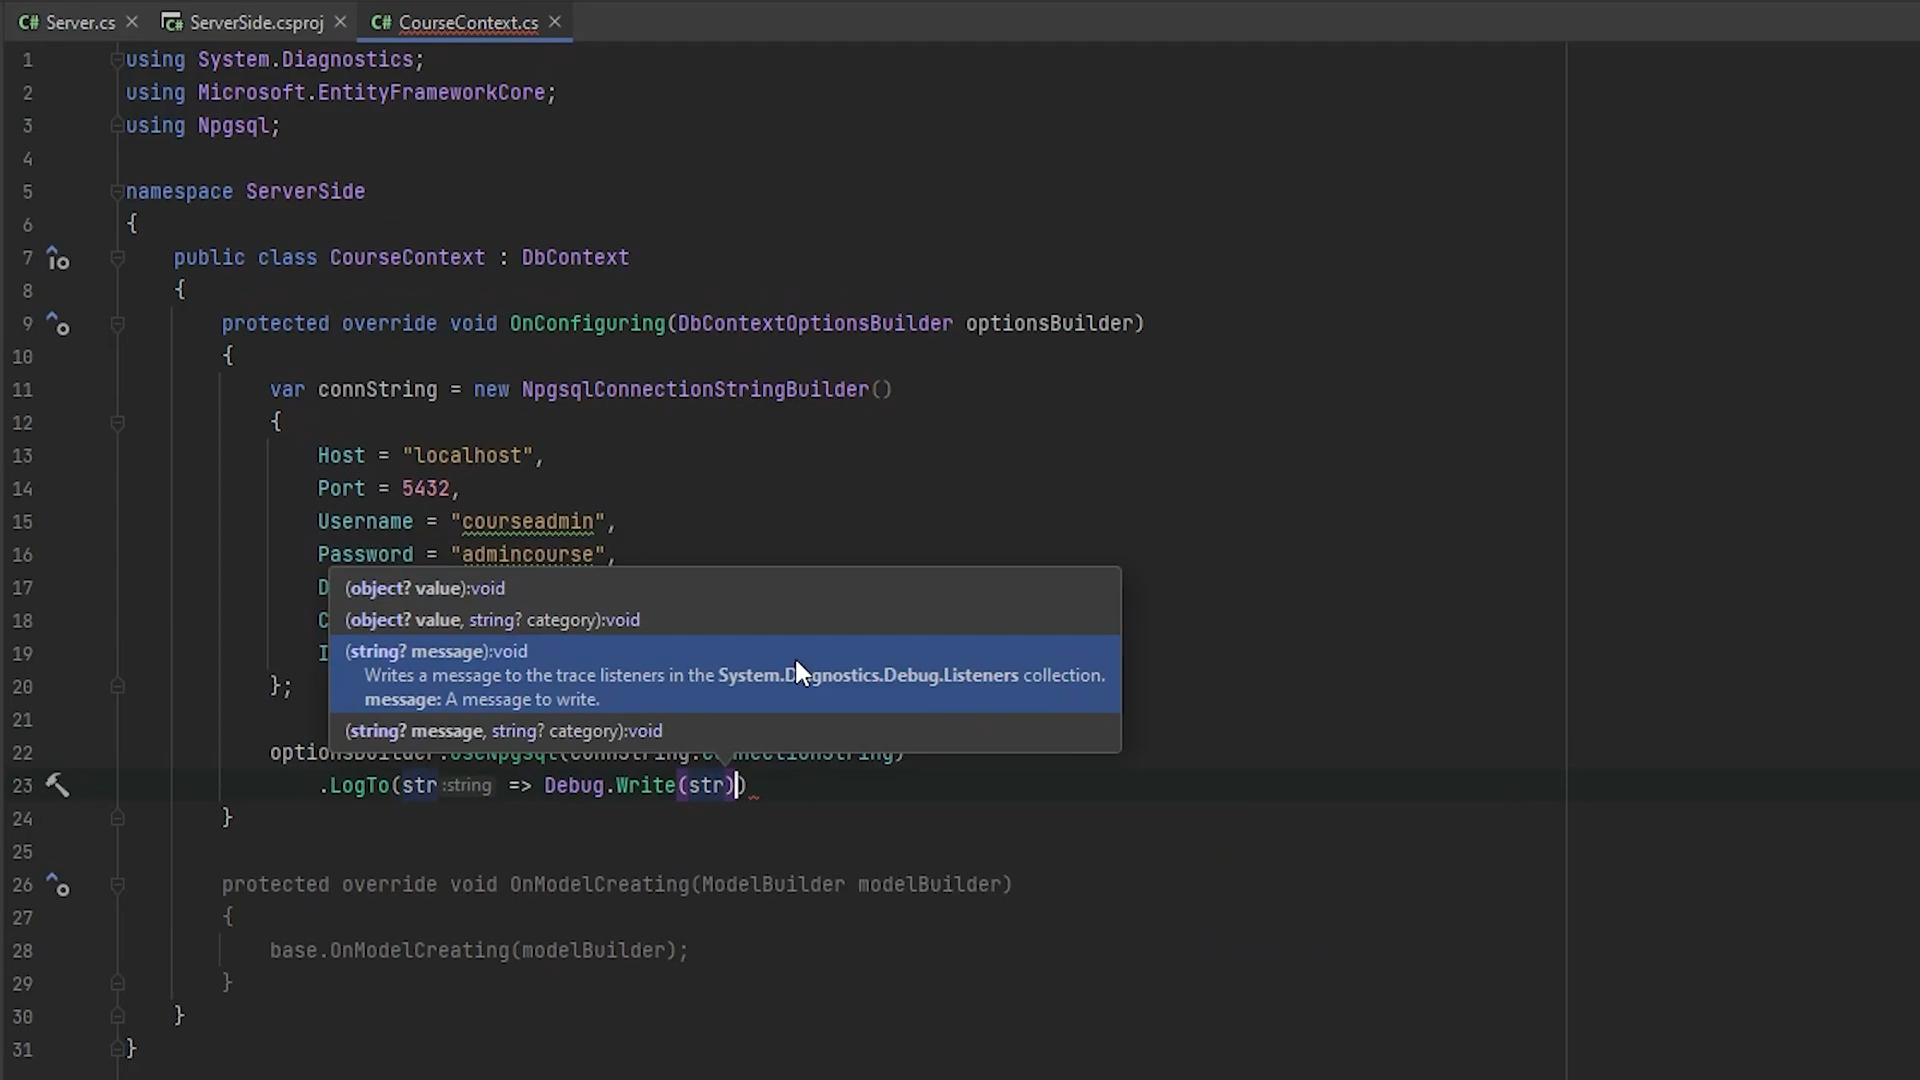 C# Server.cs × C# ServerSide.csproj × C# CourseContext.cs ×
1 using System.Diagnostics;
2 using Microsoft.EntityFrameworkCore;
3 using Npgsql;
4
5 namespace ServerSide
6 {
7 public class CourseContext : DbContext
8 {
9 protected override void OnConfiguring(DbContextOptionsBuilder optionsBuilder)
10 {
11 var connString = new NpgsqlConnectionStringBuilder()
12 {
13 Host = "localhost",
14 Port = 5432,
15 Username = "courseadmin",
16 Password = "admincourse",
17 D
(object? value):void
18 C
(object? value, string? category):void
19 I
(string? message):void
Writes a message to the trace listeners in the System.Diagnostics.Debug.Listeners collection.
20 };
message: A message to write.
21
(string? message, string? category):void
22 optionsBuilder.UseNpgsql(connString.ConnectionString)
23 .LogTo(str:string => Debug.Write(str))
24 }
25
26 protected override void OnModelCreating(ModelBuilder modelBuilder)
27 {
28 base.OnModelCreating(modelBuilder);
29 }
30 }
31 }